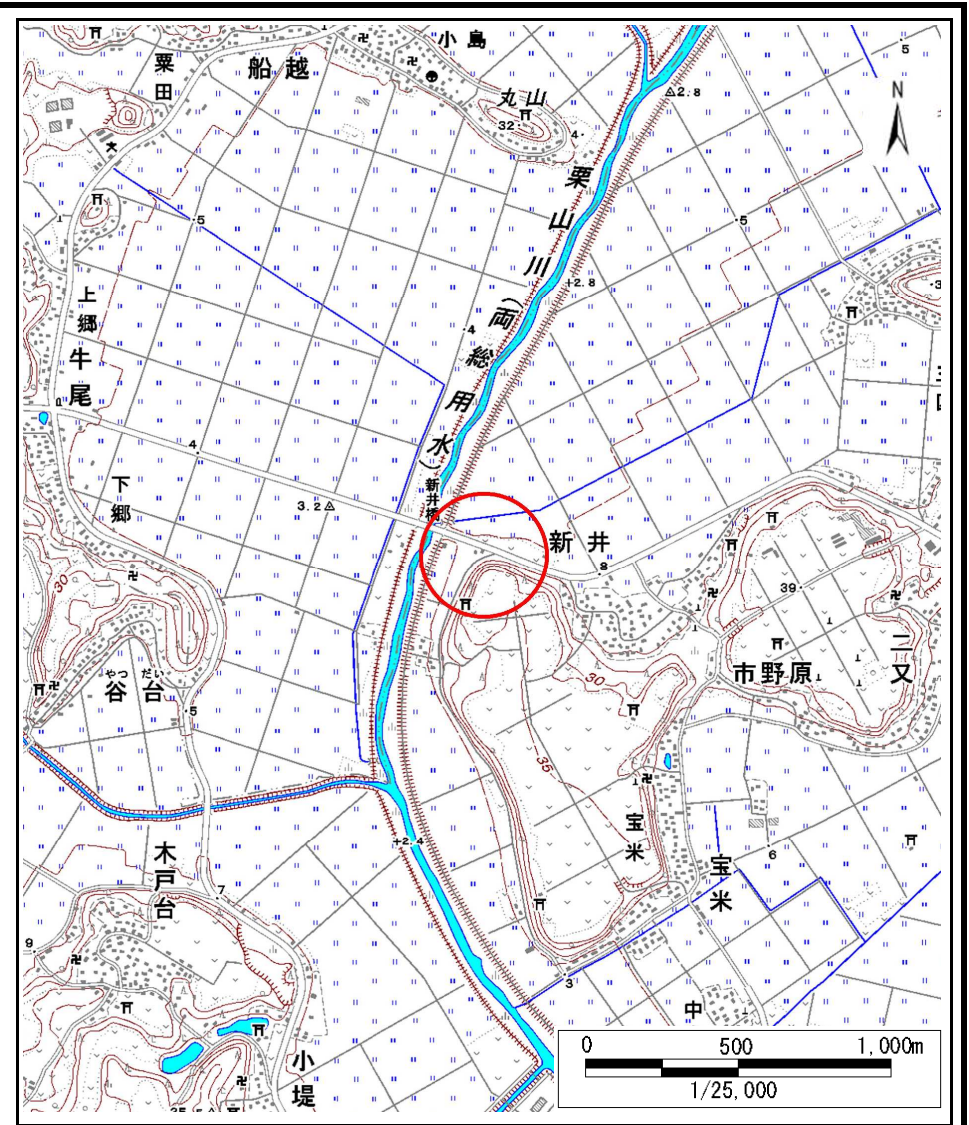 小島
船越
粟田
丸山
32
4
△2.8
5
N
栗山川
(両総用水)
5
5
+2.8
4
上郷
牛尾
4
下郷
3.2△
新井橋
新井
8
30
39
二又
市野原
やつ だい
谷台
5
30
35
+2.4
木戸台
7
宝米
宝米
6
9
3
中
小堤
0 500 1,000m
1/25,000